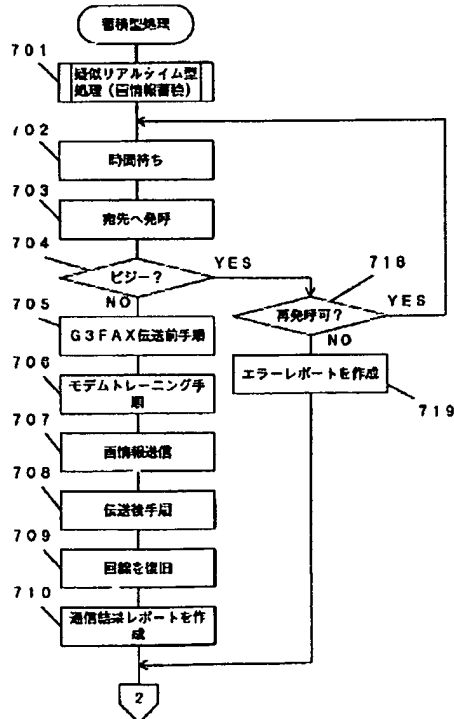 蓄積型処理
701
疑似リアルタイム型
処理(画情報蓄積)
702
時間待ち
703
宛先へ発呼
704
ビジー?
YES
NO
718
再発呼可?
YES
NO
705
G3FAX伝送前手順
エラーレポートを作成
719
706
モデムトレーニング手
順
707
画情報送信
708
伝送後手順
709
回線を復旧
710
通信結果レポートを作
成
2